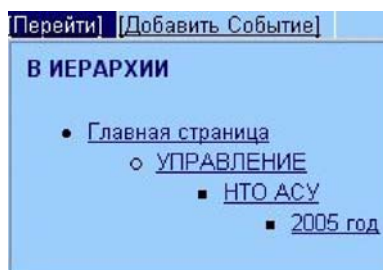 [Перейти] [Добавить Событие]
В ИЕРАРХИИ
Главная страница
УПРАВЛЕНИЕ
НТО АСУ
2005 год